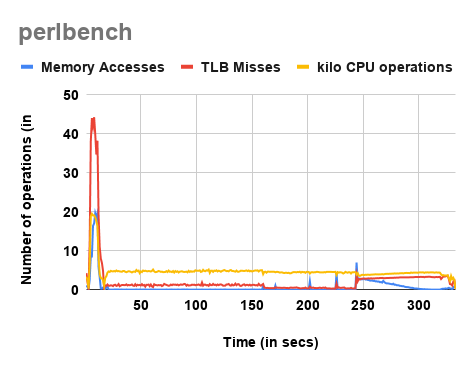 perlbench
Memory Accesses TLB Misses kilo CPU operations
Number of operations (in
50
40
30
20
10
0
50 100 150 200 250 300
Time (in secs)